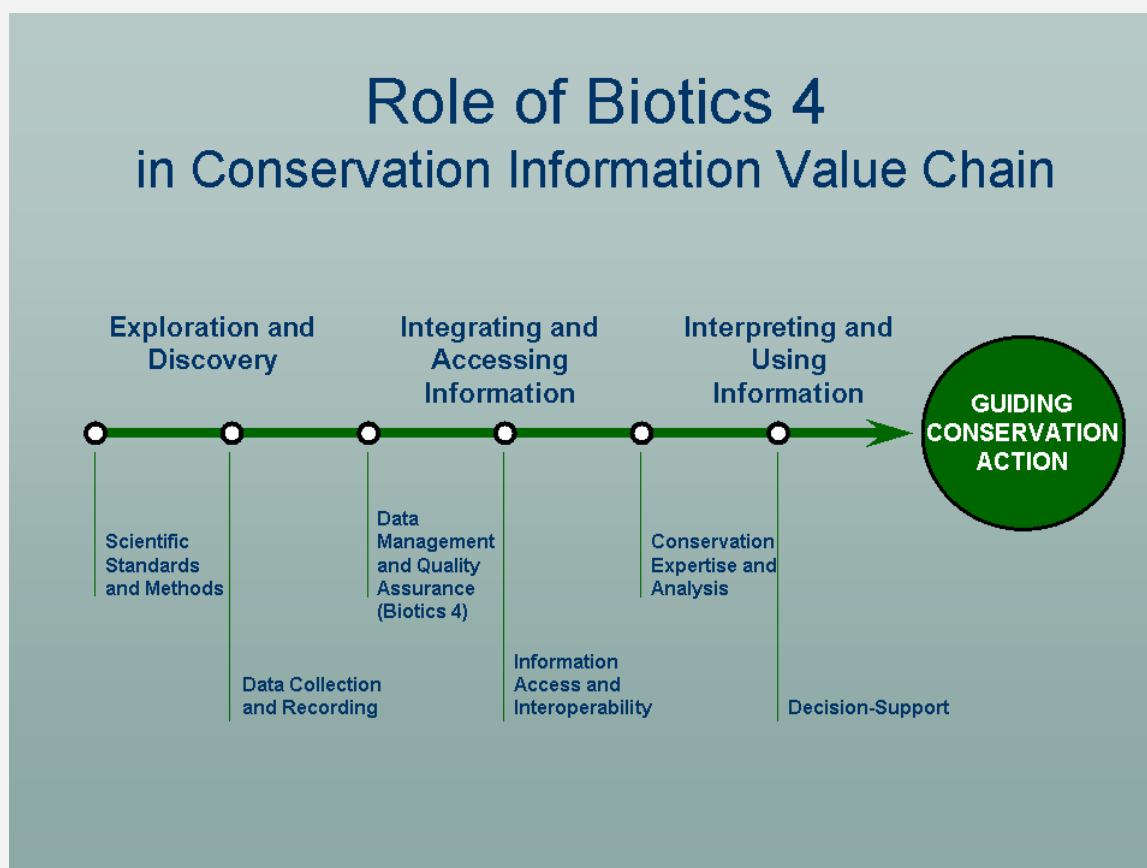 Role of Biotics 4
in Conservation Information Value Chain
Exploration and
Discovery
Integrating and
Accessing
Information
Interpreting and
Using
Information
GUIDING
CONSERVATION
ACTION
Scientific
Standards
and Methods
Data Collection
and Recording
Data
Management
and Quality
Assurance
(Biotics 4)
Information
Access and
Interoperability
Conservation
Expertise and
Analysis
Decision-Support